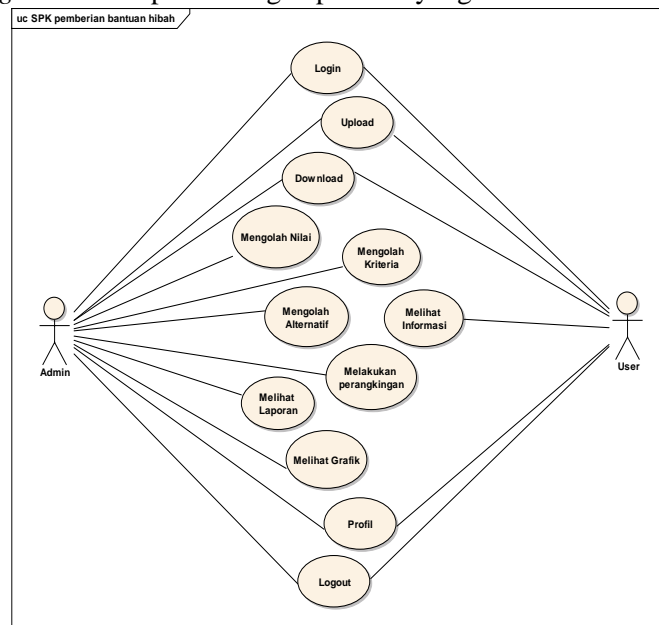 uc SPK pemberian bantuan hibah
Login
Upload
Download
Mengolah Nilai
Mengolah
Kriteria
Mengolah
Alternatif
Melihat
Informasi
Admin
User
Melakukan
perangkingan
Melihat
Laporan
Melihat Grafik
Profil
Logout